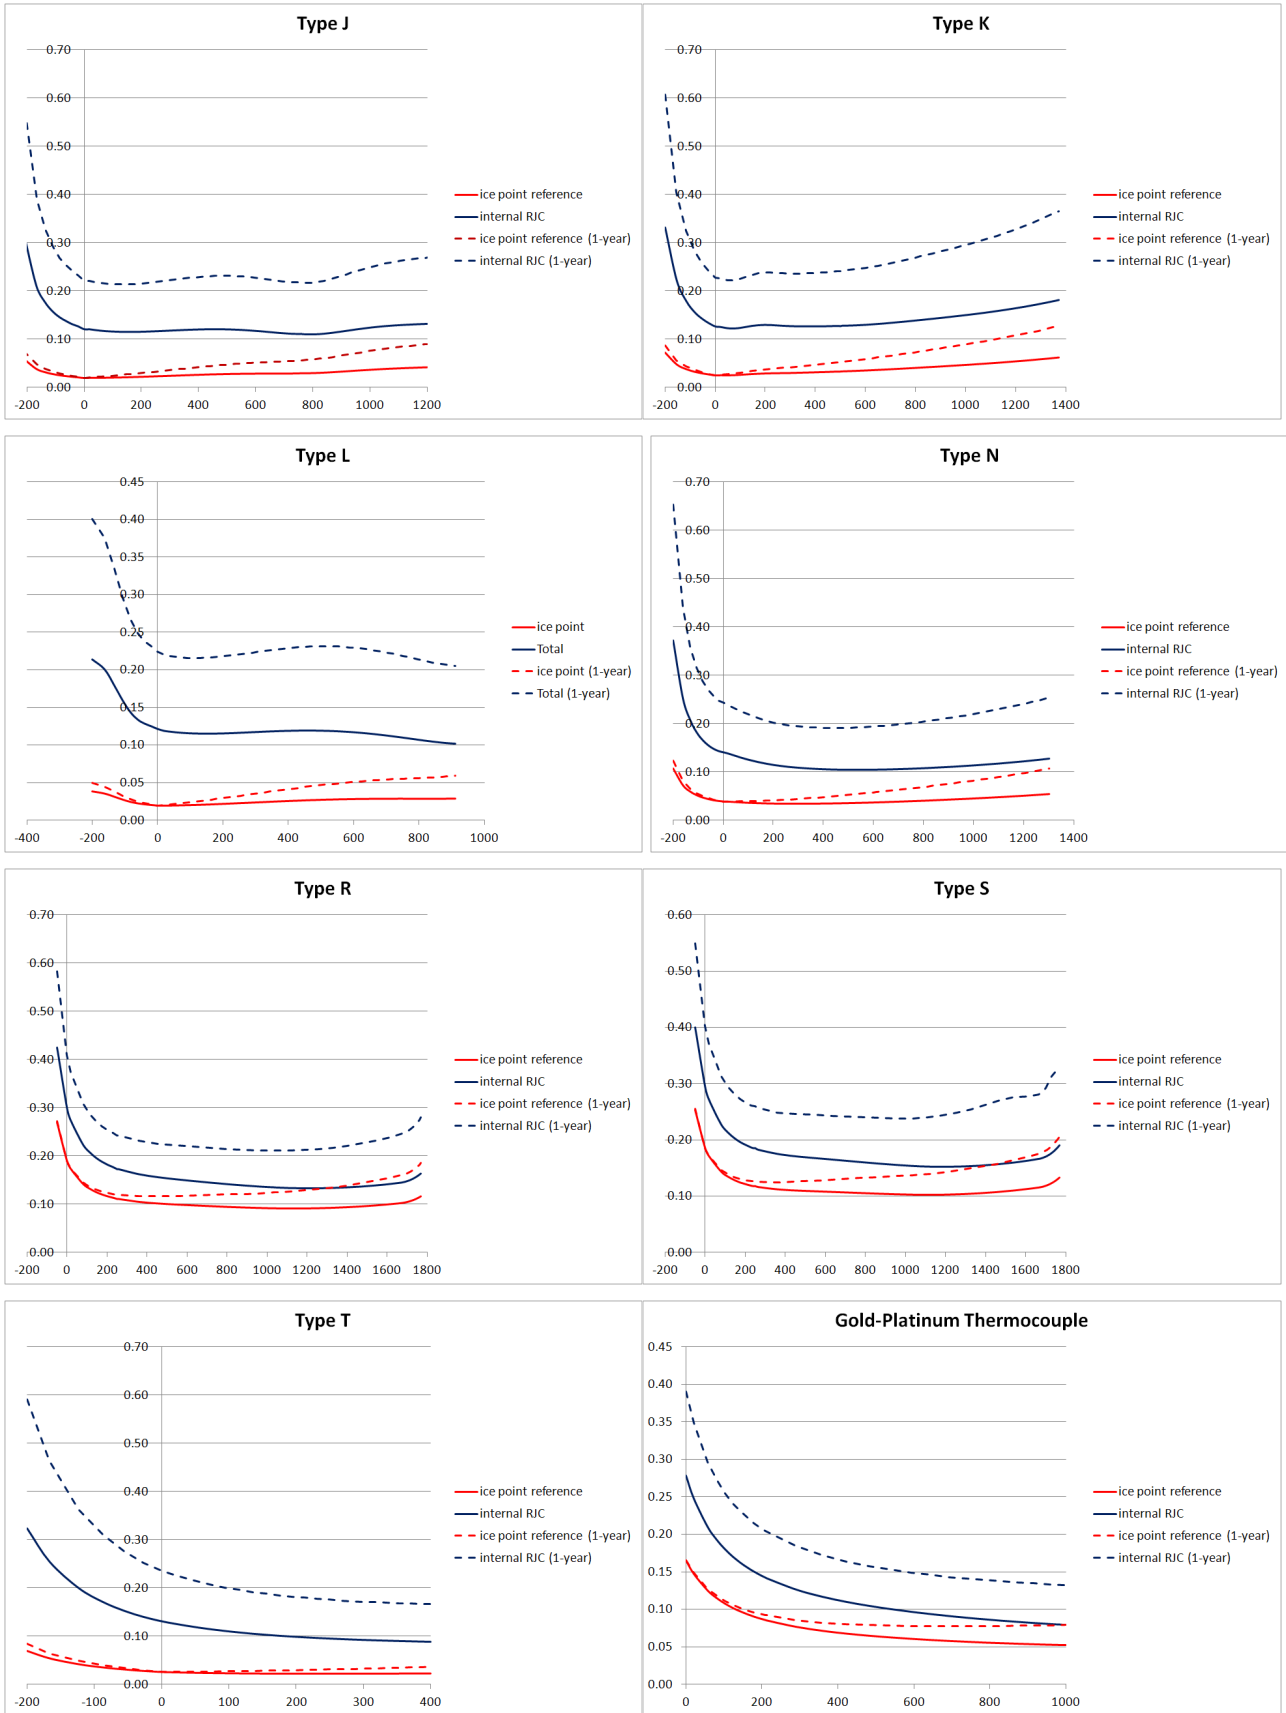 Type J
0.70
0.60
0.50
0.40
0.30
0.20
0.10
0.00
-200 0 200 400 600 800 1000 1200
ice point reference
internal RJC
ice point reference (1-year)
internal RJC (1-year)
Type K
0.70
0.60
0.50
0.40
0.30
0.20
0.10
0.00
-200 0 200 400 600 800 1000 1200 1400
ice point reference
internal RJC
ice point reference (1-year)
internal RJC (1-year)
Type L
0.45
0.40
0.35
0.30
0.25
0.20
0.15
0.10
0.05
0.00
-400 -200 0 200 400 600 800 1000
ice point
Total
ice point (1-year)
Total (1-year)
Type N
0.70
0.60
0.50
0.40
0.30
0.20
0.10
0.00
-200 0 200 400 600 800 1000 1200 1400
ice point reference
internal RJC
ice point reference (1-year)
internal RJC (1-year)
Type R
0.70
0.60
0.50
0.40
0.30
0.20
0.10
0.00
-200 0 200 400 600 800 1000 1200 1400 1600 1800
ice point reference
internal RJC
ice point reference (1-year)
internal RJC (1-year)
Type S
0.60
0.50
0.40
0.30
0.20
0.10
0.00
-200 0 200 400 600 800 1000 1200 1400 1600 1800
ice point reference
internal RJC
ice point reference (1-year)
internal RJC (1-year)
Type T
0.70
0.60
0.50
0.40
0.30
0.20
0.10
0.00
-200 -100 0 100 200 300 400
ice point reference
internal RJC
ice point reference (1-year)
internal RJC (1-year)
Gold-Platinum Thermocouple
0.45
0.40
0.35
0.30
0.25
0.20
0.15
0.10
0.05
0.00
0 200 400 600 800 1000
ice point reference
internal RJC
ice point reference (1-year)
internal RJC (1-year)